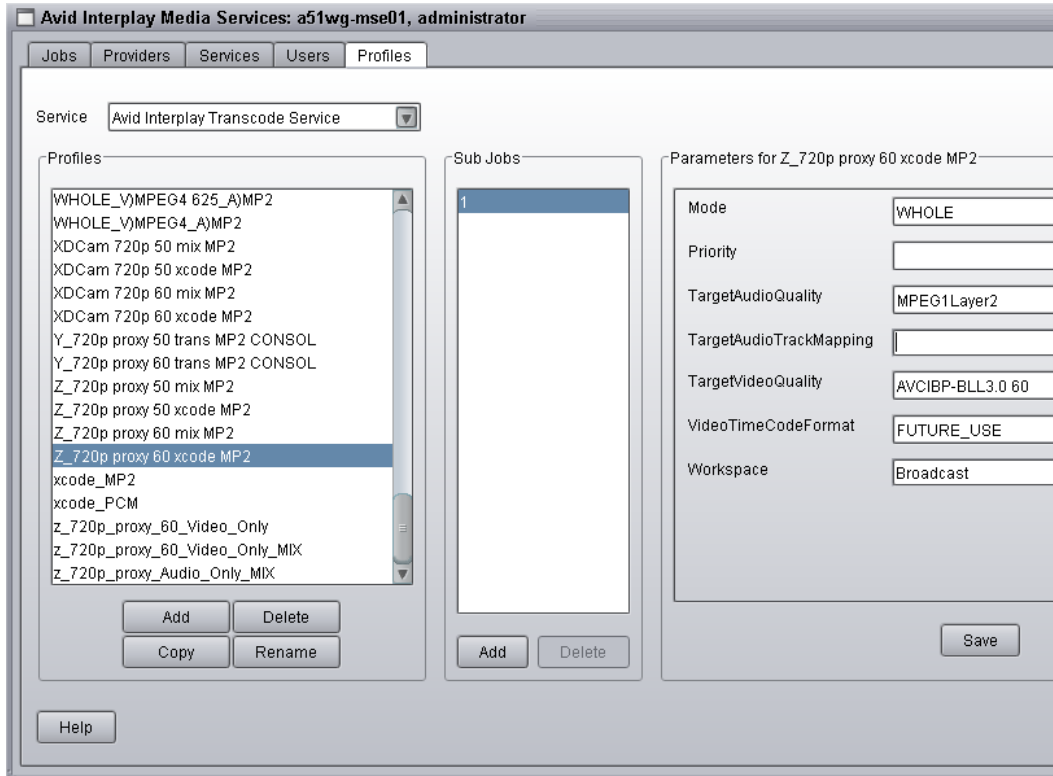 Avid Interplay Media Services: a51wg-mse01, administrator
Jobs Providers Services Users Profiles
Service Avid Interplay Transcode Service
Profiles
WHOLE_V)MPEG4 625_A)MP2
WHOLE_V)MPEG4_A)MP2
XDCam 720p 50 mix MP2
XDCam 720p 50 xcode MP2
XDCam 720p 60 mix MP2
XDCam 720p 60 xcode MP2
Y_720p proxy 50 trans MP2 CONSOL
Y_720p proxy 60 trans MP2 CONSOL
Z_720p proxy 50 mix MP2
Z_720p proxy 50 xcode MP2
Z_720p proxy 60 mix MP2
Z_720p proxy 60 xcode MP2
xcode_MP2
xcode_PCM
z_720p_proxy_60_Video_Only
z_720p_proxy_60_Video_Only_MIX
z_720p_proxy_Audio_Only_MIX
Add Delete
Copy Rename
Sub Jobs
1
Add Delete
Parameters for Z_720p proxy 60 xcode MP2
Mode WHOLE
Priority
TargetAudioQuality MPEG1Layer2
TargetAudioTrackMapping
TargetVideoQuality AVCIBP-BLL3.0 60
VideoTimeCodeFormat FUTURE_USE
Workspace Broadcast
Save
Help